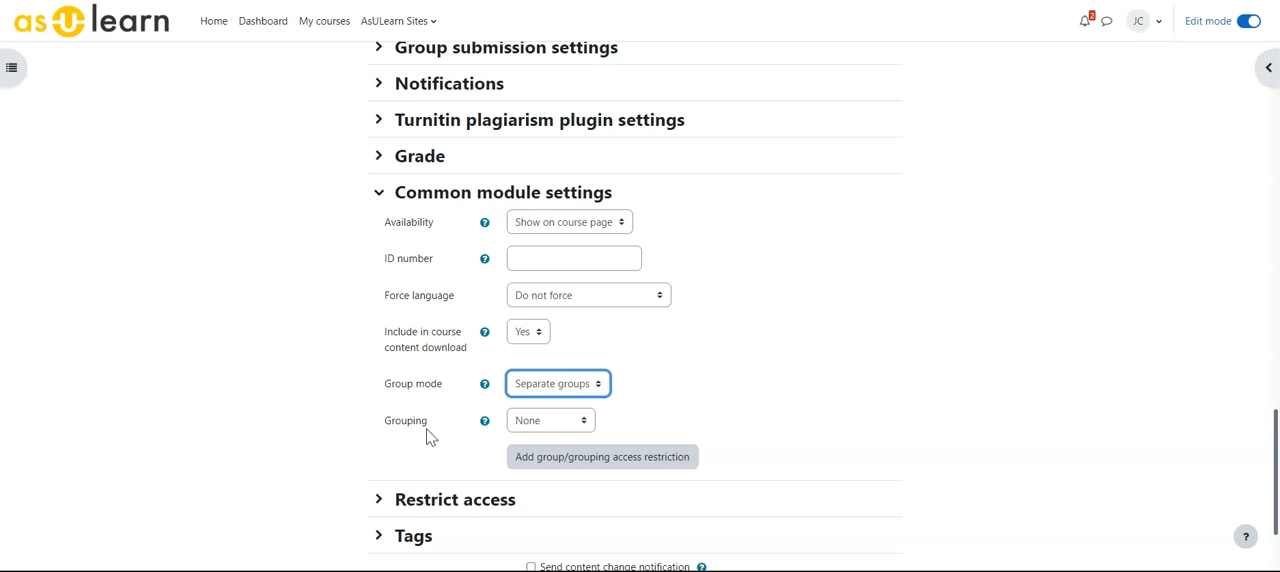 asUlearn
Home Dashboard My courses AsULearn Sites
2
JC
Edit mode
Group submission settings
Notifications
Turnitin plagiarism plugin settings
Grade
Common module settings
Availability ? Show on course page
ID number ?
Force language Do not force
Include in course ? Yes
content download
Group mode ? Separate groups
Grouping ? None
Add group/grouping access restriction
Restrict access
Tags
?
Send content change notification ?